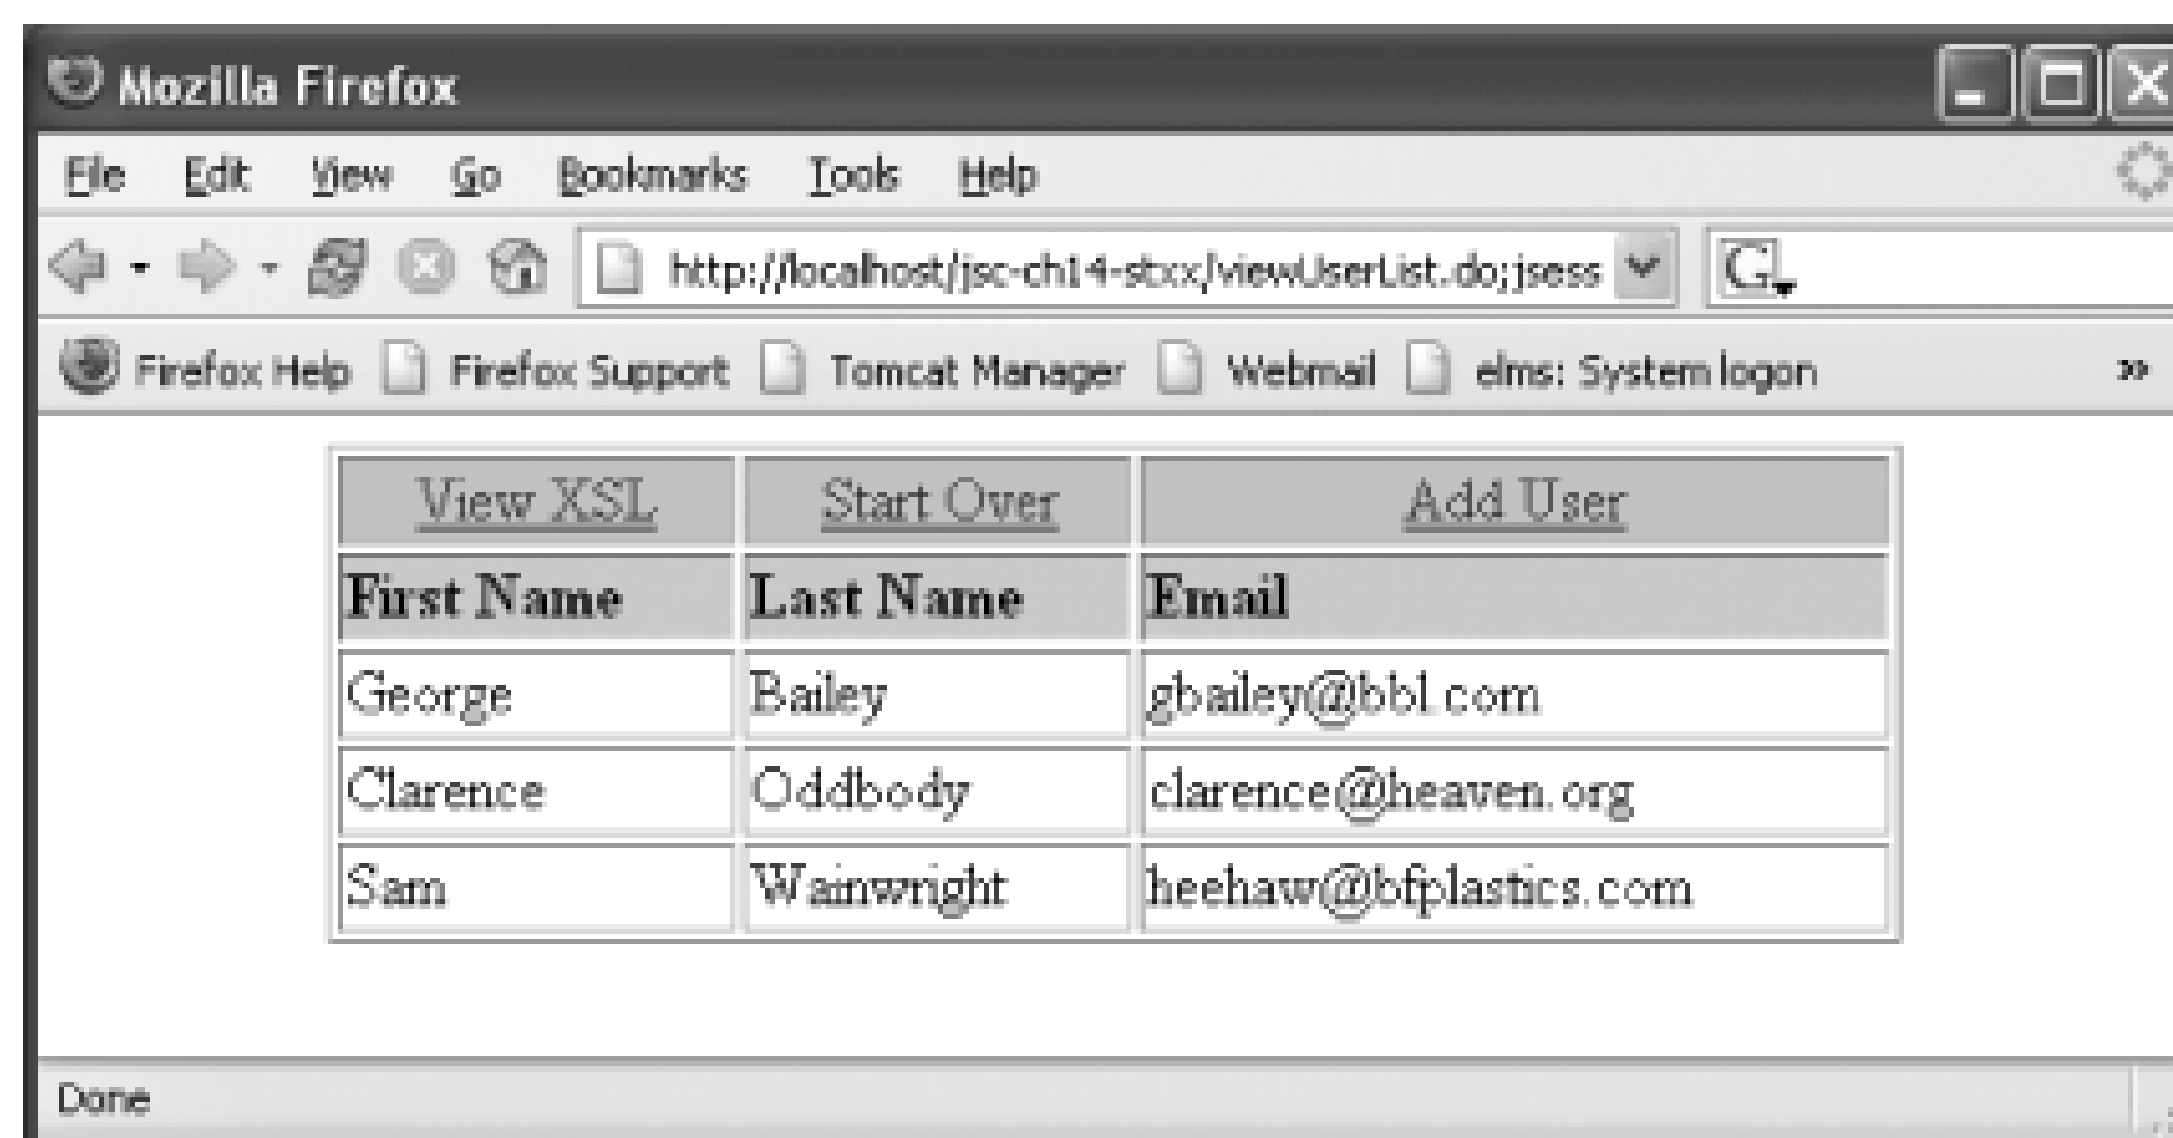 Mozilla Firefox
File Edit View Go Bookmarks Tools Help
http://localhost/jsc-ch14-stxx/viewUserList.do;jsess G
Firefox Help Firefox Support Tomcat Manager Webmail elms: System logon »
View XSL Start Over Add User
First Name Last Name Email
George Bailey gbailey@bbl.com
Clarence Oddbody clarence@heaven.org
Sam Wainwright heehaw@bfplastics.com
Done